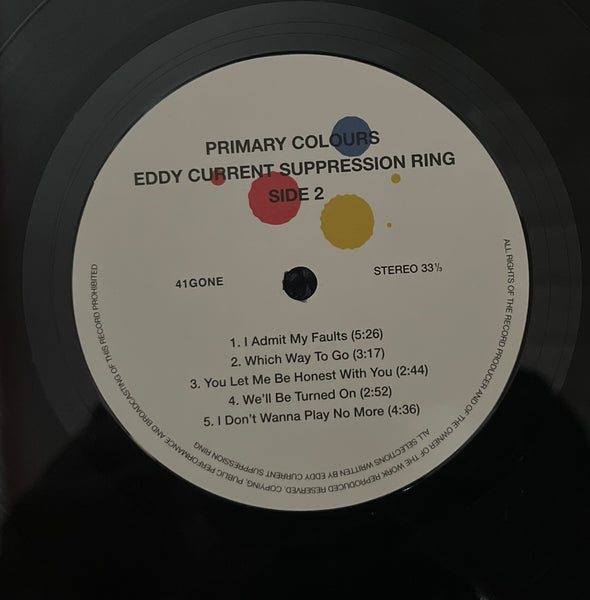 PRIMARY COLOURS
EDDY CURRENT SUPPRESSION RING
SIDE 2
41GONE
STEREO 33⅓
1. I Admit My Faults (5:26)
2. Which Way To Go (3:17)
3. You Let Me Be Honest With You (2:44)
4. We'll Be Turned On (2:52)
5. I Don't Wanna Play No More (4:36)
ALL RIGHTS OF THE RECORD PRODUCER AND OF THE OWNER OF THE WORK REPRODUCED RESERVED. COPYING, PUBLIC PERFORMANCE AND BROADCASTING OF THIS RECORD PROHIBITED
ALL SELECTIONS WRITTEN BY EDDY CURRENT SUPPRESSION RING